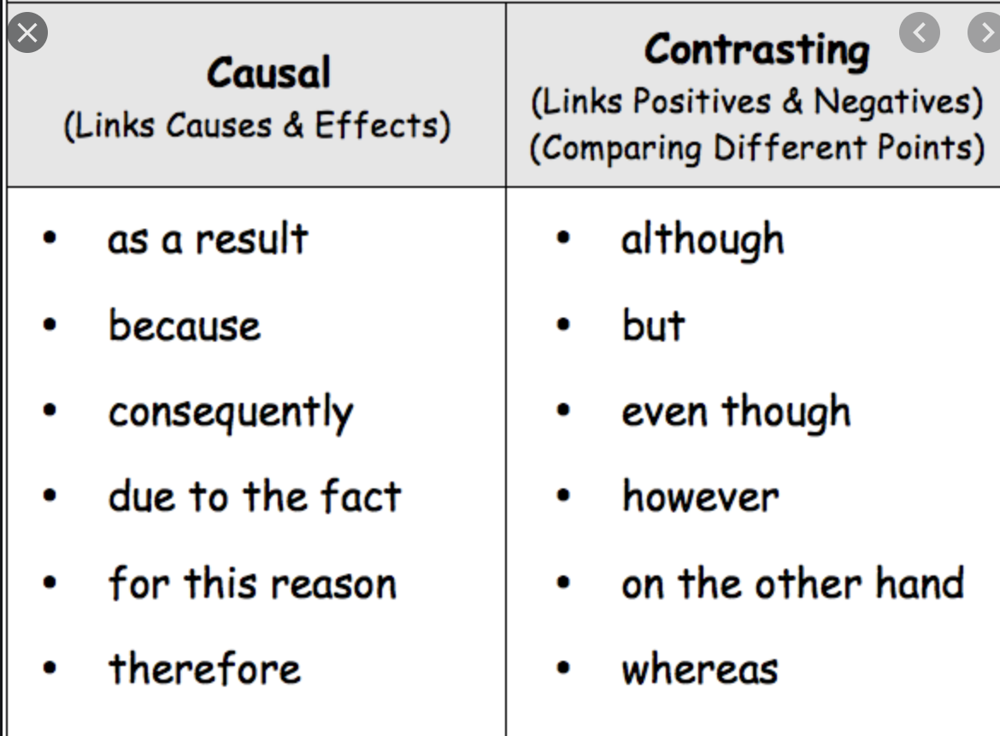 Causal
(Links Causes & Effects)
• as a result
• because
• consequently
• due to the fact
• for this reason
• therefore
Contrasting
(Links Positives & Negatives)
(Comparing Different Points)
• although
• but
• even though
• however
• on the other hand
• whereas